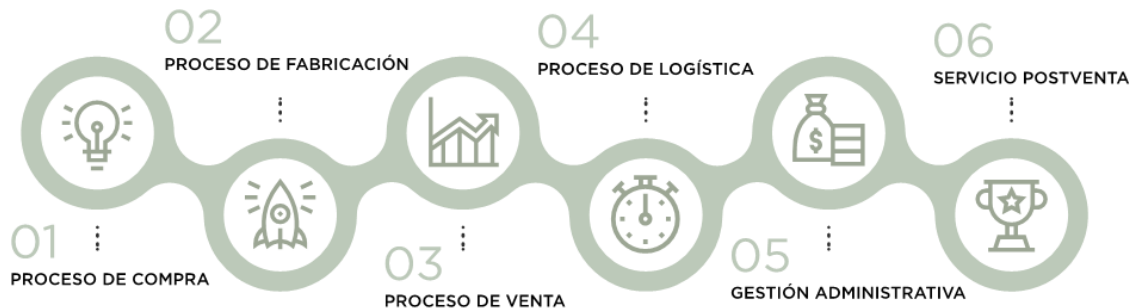 01
PROCESO DE COMPRA
02
PROCESO DE FABRICACIÓN
03
PROCESO DE VENTA
04
PROCESO DE LOGÍSTICA
05
GESTIÓN ADMINISTRATIVA
06
SERVICIO POSTVENTA
$